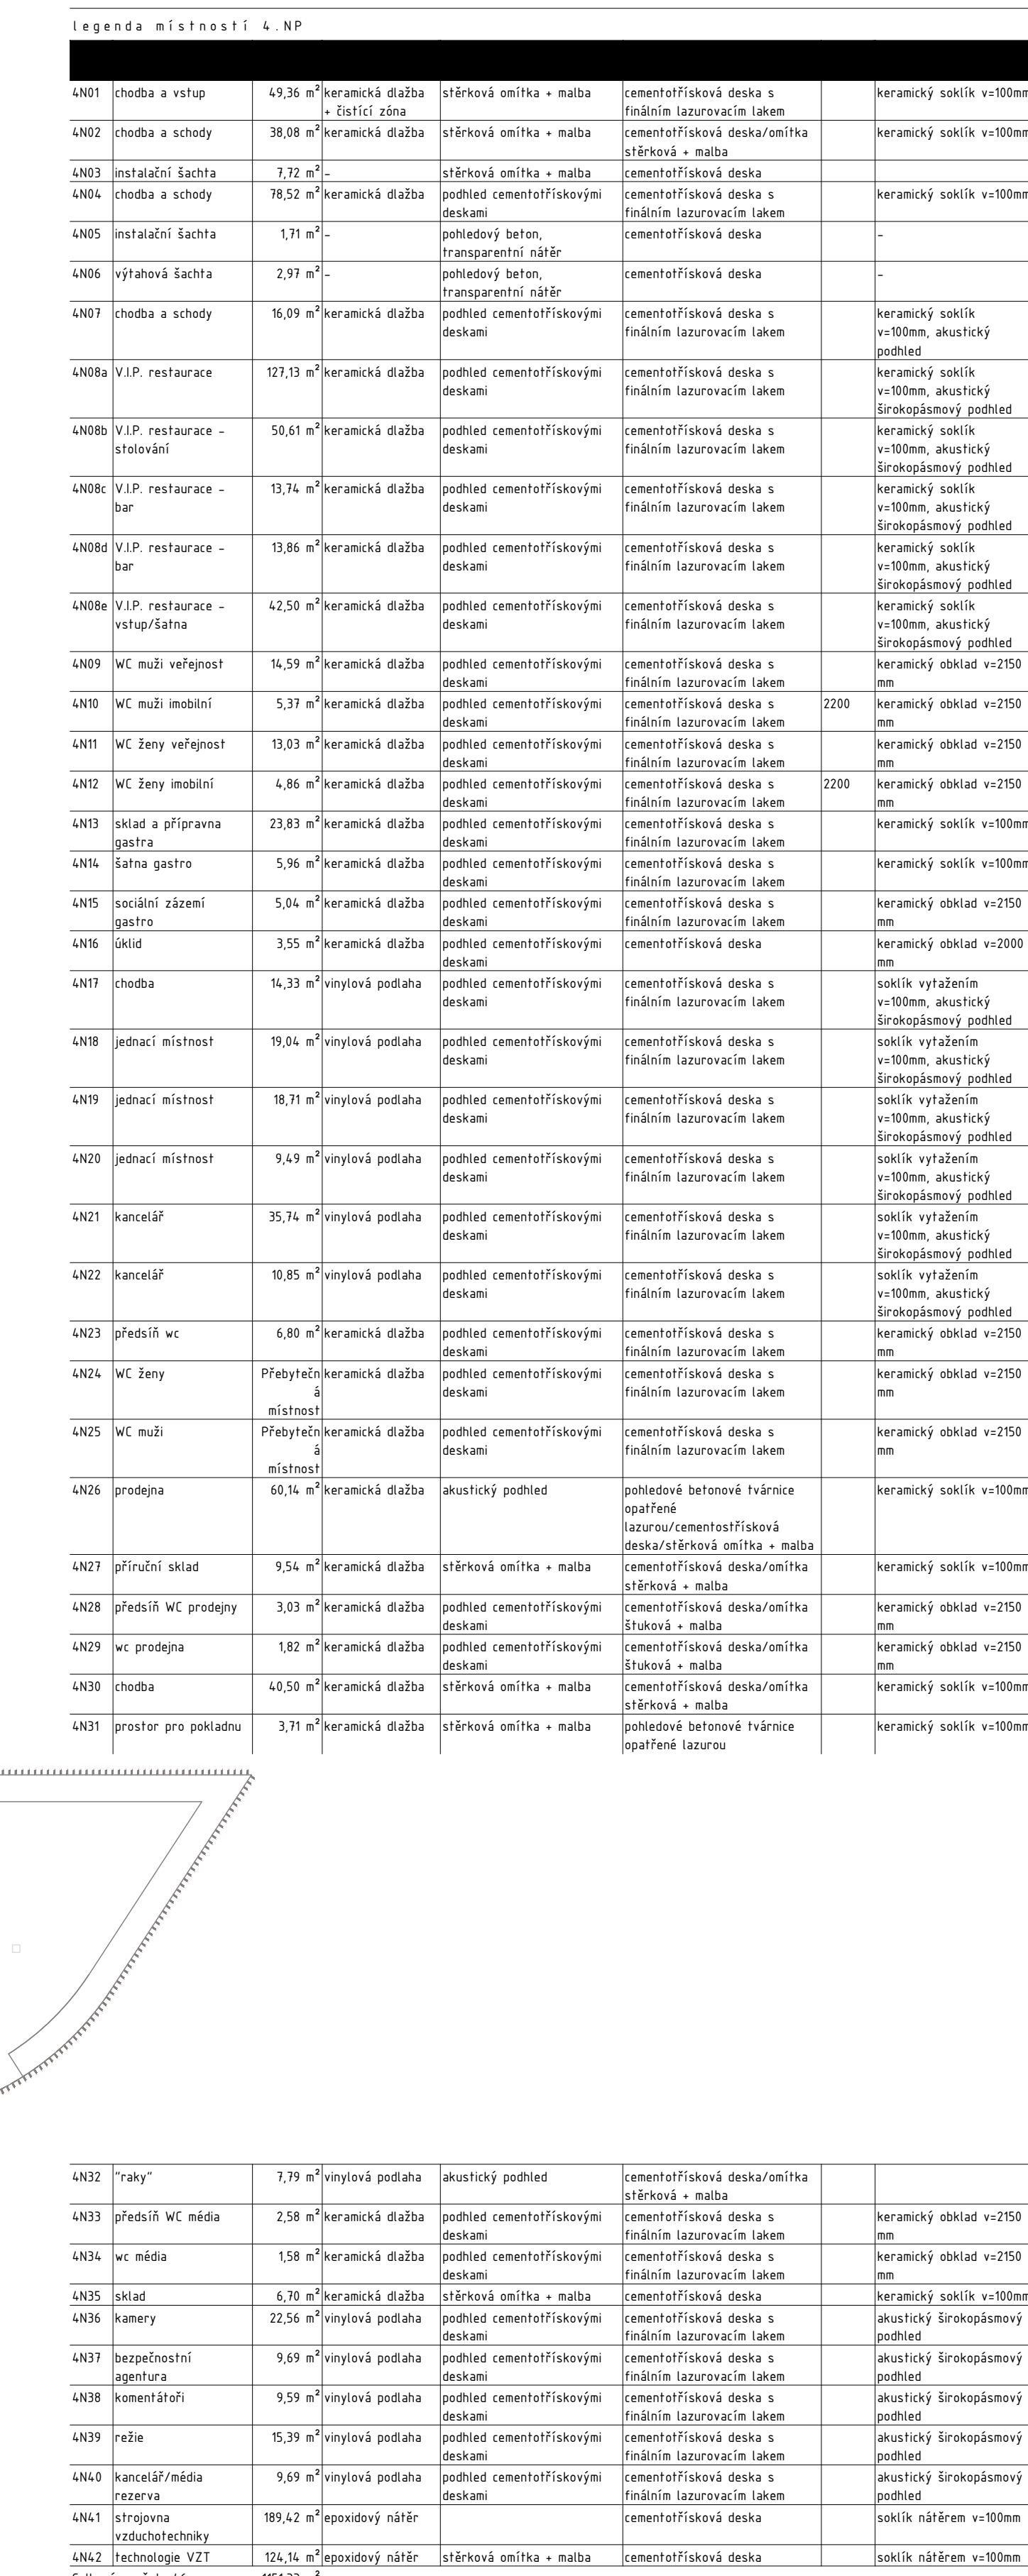 legenda místností 4.NP
4N01 chodba a vstup 49,36 m² keramická dlažba stěrková omítka + malba cementotřísková deska s keramický soklík v=100mm
+ čistící zóna finálním lazurovacím lakem
4N02 chodba a schody 38,08 m² keramická dlažba stěrková omítka + malba cementotřísková deska/omítka keramický soklík v=100mm
stěrková + malba
4N03 instalační šachta 7,72 m² - stěrková omítka + malba cementotřísková deska
4N04 chodba a schody 78,52 m² keramická dlažba podhled cementotřískovými cementotřísková deska s keramický soklík v=100mm
deskami finálním lazurovacím lakem
4N05 instalační šachta 1,71 m² - pohledový beton, cementotřísková deska -
transparentní nátěr
4N06 výtahová šachta 2,97 m² - pohledový beton, cementotřísková deska -
transparentní nátěr
4N07 chodba a schody 16,09 m² keramická dlažba podhled cementotřískovými cementotřísková deska s keramický soklík
deskami finálním lazurovacím lakem v=100mm, akustický
podhled
4N08a V.I.P. restaurace 127,13 m² keramická dlažba podhled cementotřískovými cementotřísková deska s keramický soklík
deskami finálním lazurovacím lakem v=100mm, akustický
širokopásmový podhled
4N08b V.I.P. restaurace - 50,61 m² keramická dlažba podhled cementotřískovými cementotřísková deska s keramický soklík
stolování deskami finálním lazurovacím lakem v=100mm, akustický
širokopásmový podhled
4N08c V.I.P. restaurace - 13,74 m² keramická dlažba podhled cementotřískovými cementotřísková deska s keramický soklík
bar deskami finálním lazurovacím lakem v=100mm, akustický
širokopásmový podhled
4N08d V.I.P. restaurace - 13,86 m² keramická dlažba podhled cementotřískovými cementotřísková deska s keramický soklík
bar deskami finálním lazurovacím lakem v=100mm, akustický
širokopásmový podhled
4N08e V.I.P. restaurace - 42,50 m² keramická dlažba podhled cementotřískovými cementotřísková deska s keramický soklík
vstup/šatna deskami finálním lazurovacím lakem v=100mm, akustický
širokopásmový podhled
4N09 WC muži veřejnost 14,59 m² keramická dlažba podhled cementotřískovými cementotřísková deska s keramický obklad v=2150
deskami finálním lazurovacím lakem mm
4N10 WC muži imobilní 5,37 m² keramická dlažba podhled cementotřískovými cementotřísková deska s 2200 keramický obklad v=2150
deskami finálním lazurovacím lakem mm
4N11 WC ženy veřejnost 13,03 m² keramická dlažba podhled cementotřískovými cementotřísková deska s keramický obklad v=2150
deskami finálním lazurovacím lakem mm
4N12 WC ženy imobilní 4,86 m² keramická dlažba podhled cementotřískovými cementotřísková deska s 2200 keramický obklad v=2150
deskami finálním lazurovacím lakem mm
4N13 sklad a přípravna 23,83 m² keramická dlažba podhled cementotřískovými cementotřísková deska s keramický soklík v=100mm
gastra deskami finálním lazurovacím lakem
4N14 šatna gastro 5,96 m² keramická dlažba podhled cementotřískovými cementotřísková deska s keramický soklík v=100mm
deskami finálním lazurovacím lakem
4N15 sociální zázemí 5,04 m² keramická dlažba podhled cementotřískovými cementotřísková deska s keramický obklad v=2150
gastro deskami finálním lazurovacím lakem mm
4N16 úklid 3,55 m² keramická dlažba podhled cementotřískovými cementotřísková deska keramický obklad v=2000
deskami mm
4N17 chodba 14,33 m² vinylová podlaha podhled cementotřískovými cementotřísková deska s soklík vytažením
deskami finálním lazurovacím lakem v=100mm, akustický
širokopásmový podhled
4N18 jednací místnost 19,04 m² vinylová podlaha podhled cementotřískovými cementotřísková deska s soklík vytažením
deskami finálním lazurovacím lakem v=100mm, akustický
širokopásmový podhled
4N19 jednací místnost 18,71 m² vinylová podlaha podhled cementotřískovými cementotřísková deska s soklík vytažením
deskami finálním lazurovacím lakem v=100mm, akustický
širokopásmový podhled
4N20 jednací místnost 9,49 m² vinylová podlaha podhled cementotřískovými cementotřísková deska s soklík vytažením
deskami finálním lazurovacím lakem v=100mm, akustický
širokopásmový podhled
4N21 kancelář 35,74 m² vinylová podlaha podhled cementotřískovými cementotřísková deska s soklík vytažením
deskami finálním lazurovacím lakem v=100mm, akustický
širokopásmový podhled
4N22 kancelář 10,85 m² vinylová podlaha podhled cementotřískovými cementotřísková deska s soklík vytažením
deskami finálním lazurovacím lakem v=100mm, akustický
širokopásmový podhled
4N23 předsíň wc 6,80 m² keramická dlažba podhled cementotřískovými cementotřísková deska s keramický obklad v=2150
deskami finálním lazurovacím lakem mm
4N24 WC ženy Přebytečn keramická dlažba podhled cementotřískovými cementotřísková deska s keramický obklad v=2150
á deskami finálním lazurovacím lakem mm
místnost
4N25 WC muži Přebytečn keramická dlažba podhled cementotřískovými cementotřísková deska s keramický obklad v=2150
á deskami finálním lazurovacím lakem mm
místnost
4N26 prodejna 60,14 m² keramická dlažba akustický podhled pohledové betonové tvárnice keramický soklík v=100mm
opatřené
lazurou/cementostřísková
deska/stěrková omítka + malba
4N27 příruční sklad 9,54 m² keramická dlažba stěrková omítka + malba cementotřísková deska/omítka keramický soklík v=100mm
stěrková + malba
4N28 předsíň WC prodejny 3,03 m² keramická dlažba podhled cementotřískovými cementotřísková deska/omítka keramický obklad v=2150
deskami štuková + malba mm
4N29 wc prodejna 1,82 m² keramická dlažba podhled cementotřískovými cementotřísková deska/omítka keramický obklad v=2150
deskami štuková + malba mm
4N30 chodba 40,50 m² keramická dlažba stěrková omítka + malba cementotřísková deska/omítka keramický soklík v=100mm
stěrková + malba
4N31 prostor pro pokladnu 3,71 m² keramická dlažba stěrková omítka + malba pohledové betonové tvárnice keramický soklík v=100mm
opatřené lazurou
4N32 "raky" 7,79 m² vinylová podlaha akustický podhled cementotřísková deska/omítka
stěrková + malba
4N33 předsíň WC média 2,58 m² keramická dlažba podhled cementotřískovými cementotřísková deska s keramický obklad v=2150
deskami finálním lazurovacím lakem mm
4N34 wc média 1,58 m² keramická dlažba podhled cementotřískovými cementotřísková deska s keramický obklad v=2150
deskami finálním lazurovacím lakem mm
4N35 sklad 6,70 m² keramická dlažba stěrková omítka + malba cementotřísková deska keramický soklík v=100mm
4N36 kamery 22,56 m² vinylová podlaha podhled cementotřískovými cementotřísková deska s akustický širokopásmový
deskami finálním lazurovacím lakem podhled
4N37 bezpečnostní 9,69 m² vinylová podlaha podhled cementotřískovými cementotřísková deska s akustický širokopásmový
agentura deskami finálním lazurovacím lakem podhled
4N38 komentátoři 9,59 m² vinylová podlaha podhled cementotřískovými cementotřísková deska s akustický širokopásmový
deskami finálním lazurovacím lakem podhled
4N39 režie 15,39 m² vinylová podlaha podhled cementotřískovými cementotřísková deska s akustický širokopásmový
deskami finálním lazurovacím lakem podhled
4N40 kancelář/média 9,69 m² vinylová podlaha podhled cementotřískovými cementotřísková deska s akustický širokopásmový
rezerva deskami finálním lazurovacím lakem podhled
4N41 strojovna 189,42 m² epoxidový nátěr cementotřísková deska soklík nátěrem v=100mm
vzduchotechniky
4N42 technologie VZT 124,14 m² epoxidový nátěr stěrková omítka + malba cementotřísková deska soklík nátěrem v=100mm